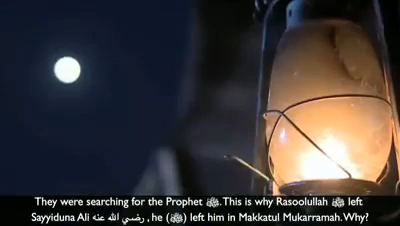 They were searching for the Prophet ﷺ. This is why Rasoolullah ﷺ left
Sayyiduna Ali رضي الله عنه, he (ﷺ) left him in Makkatul Mukarramah. Why?